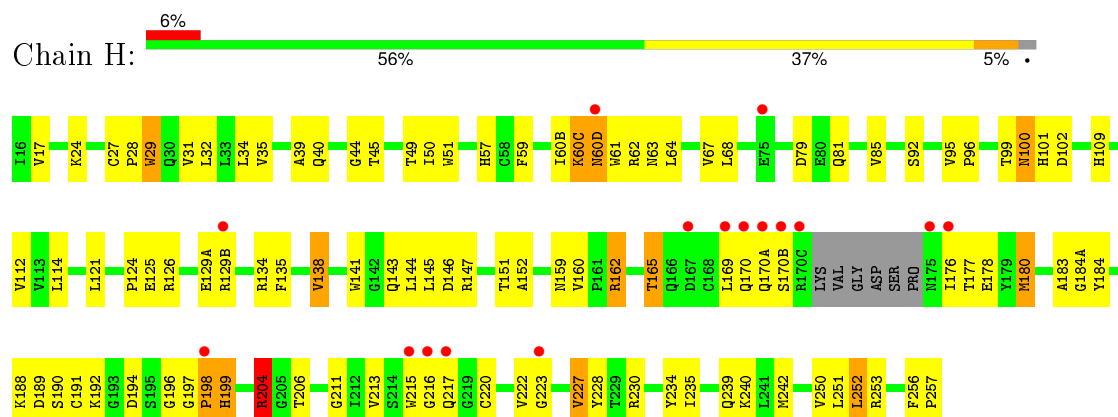 6%
Chain H:
56% 37% 5% •
I16 V17 K24 C27 P28 W29 Q30 V31 L32 L33 L34 V35 A39 Q40 G44 T45 T49 I50 W51 H57 C58 F59 I60B K60C N60D W61 R62 N63 L64 V67 L68 E75 D79 E80 Q81 V85 S92 V95 P96 T99 N100 H101 D102 H109
V112 V113 L114 L121 P124 E125 R126 E129A R129B R134 F135 V138 W141 G142 Q143 L144 L145 D146 R147 T151 A152 N159 V160 P161 R162 T165 Q166 D167 C168 L169 Q170 Q170A S170B R170C LYS VAL GLY ASP SER PRO N175 I176 T177 E178 Y179 M180 A183 G184A Y184
K188 D189 S190 C191 K192 G193 D194 S195 G196 G197 P198 H199 R204 G205 T206 G211 I212 V213 S214 W215 G216 Q217 G219 C220 V222 G223 V227 Y228 T229 R230 Y234 I235 Q239 K240 L241 M242 V250 L251 L252 R253 F256 P257